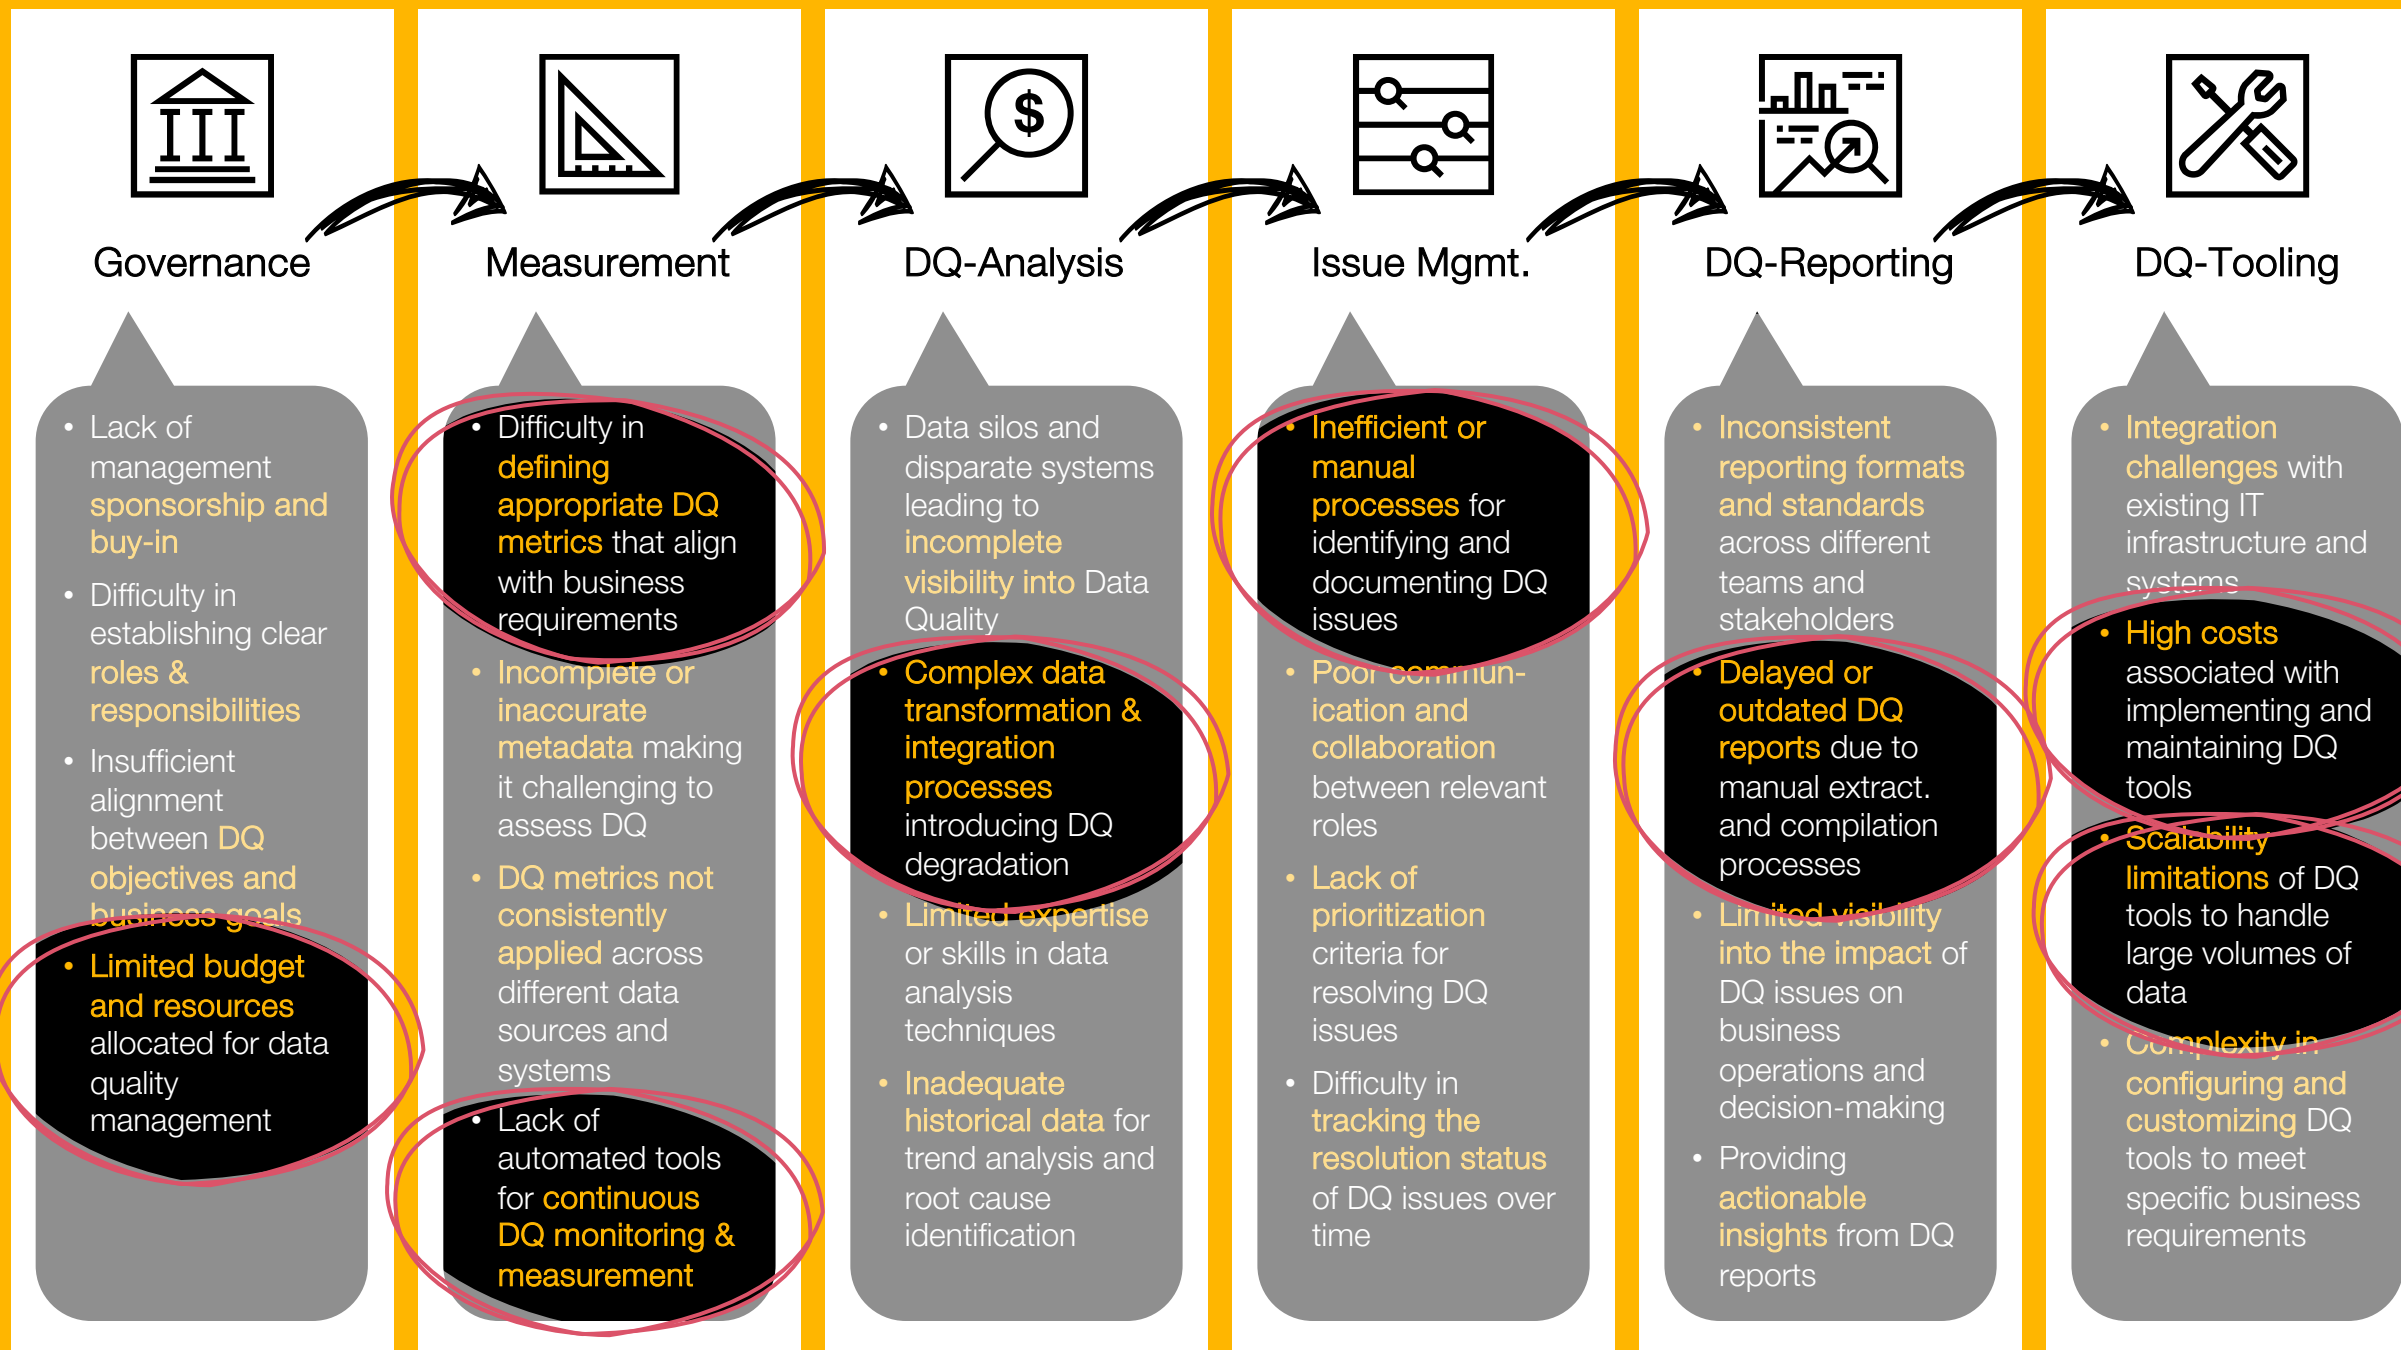 $
Governance
Measurement
DQ-Analysis
Issue Mgmt.
DQ-Reporting
DQ-Tooling
• Lack of
management
sponsorship and
buy-in
• Difficulty in
establishing clear
roles &
responsibilities
• Insufficient
alignment
between DQ
objectives and
business goals
• Limited budget
and resources
allocated for data
quality
management
• Difficulty in
defining
appropriate DQ
metrics that align
with business
requirements
• Incomplete or
inaccurate
metadata making
it challenging to
assess DQ
• DQ metrics not
consistently
applied across
different data
sources and
systems
• Lack of
automated tools
for continuous
DQ monitoring &
measurement
• Data silos and
disparate systems
leading to
incomplete
visibility into Data
Quality
• Complex data
transformation &
integration
processes
introducing DQ
degradation
• Limited expertise
or skills in data
analysis
techniques
• Inadequate
historical data for
trend analysis and
root cause
identification
• Inefficient or
manual
processes for
identifying and
documenting DQ
issues
• Poor commun-
ication and
collaboration
between relevant
roles
• Lack of
prioritization
criteria for
resolving DQ
issues
• Difficulty in
tracking the
resolution status
of DQ issues over
time
• Inconsistent
reporting formats
and standards
across different
teams and
stakeholders
• Delayed or
outdated DQ
reports due to
manual extract.
and compilation
processes
• Limited visibility
into the impact of
DQ issues on
business
operations and
decision-making
• Providing
actionable
insights from DQ
reports
• Integration
challenges with
existing IT
infrastructure and
systems
• High costs
associated with
implementing and
maintaining DQ
tools
• Scalability
limitations of DQ
tools to handle
large volumes of
data
• Complexity in
configuring and
customizing DQ
tools to meet
specific business
requirements